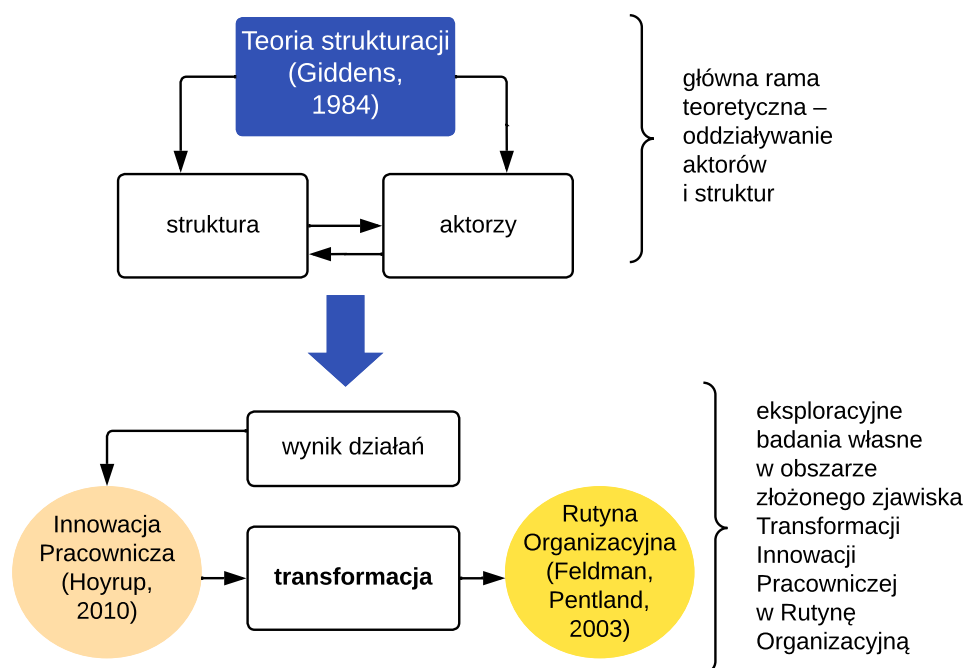 Teoria strukturacji
(Giddens,
1984)
główna rama
teoretyczna –
oddziaływanie
aktorów
i struktur
struktura
aktorzy
wynik działań
Innowacja
Pracownicza
(Hoyrup,
2010)
transformacja
Rutyna
Organizacyjna
(Feldman,
Pentland,
2003)
eksploracyjne
badania własne
w obszarze
złożonego zjawiska
Transformacji
Innowacji
Pracowniczej
w Rutynę
Organizacyjną